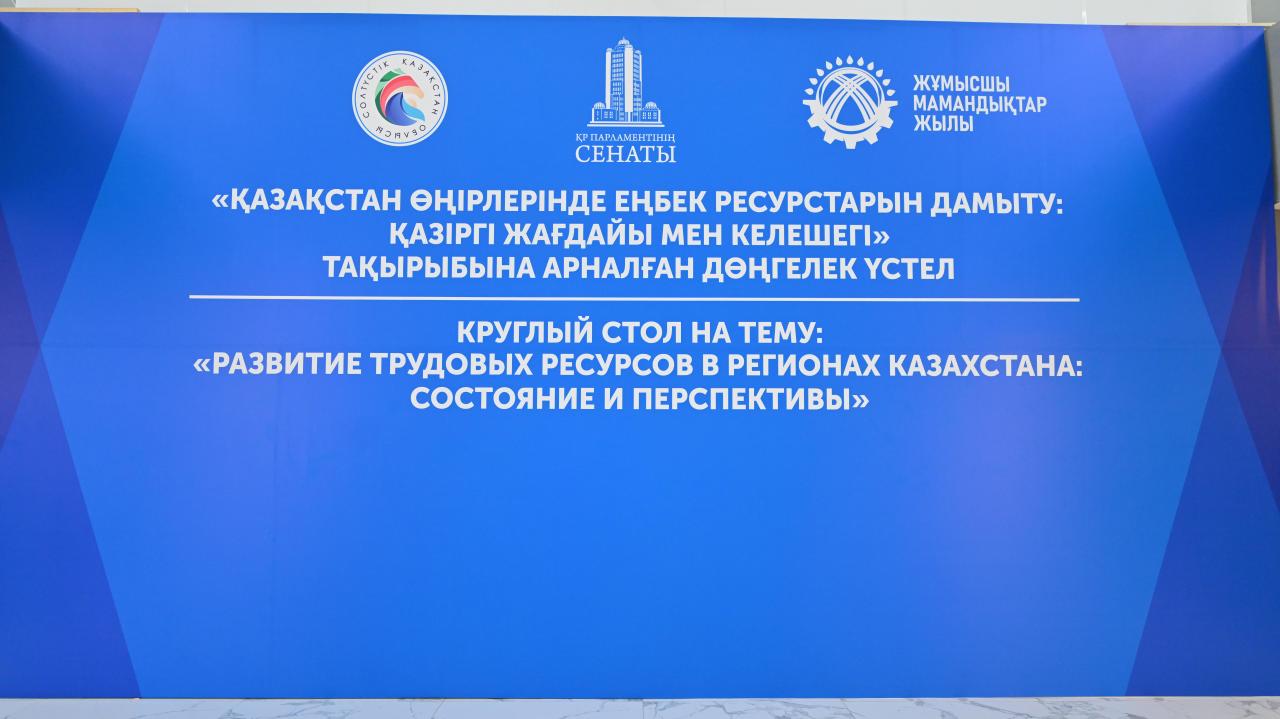 СОЛТҮСТІК ҚАЗАҚСТАН ОБЛЫСЫ
ҚР ПАРЛАМЕНТІНІҢ
СЕНАТЫ
ЖҰМЫСШЫ
МАМАНДЫҚТАР
ЖЫЛЫ
«ҚАЗАҚСТАН ӨҢІРЛЕРІНДЕ ЕҢБЕК РЕСУРСТАРЫН ДАМЫТУ:
ҚАЗІРГІ ЖАҒДАЙЫ МЕН КЕЛЕШЕГІ»
ТАҚЫРЫБЫНА АРНАЛҒАН ДӨҢГЕЛЕК ҮСТЕЛ
КРУГЛЫЙ СТОЛ НА ТЕМУ:
«РАЗВИТИЕ ТРУДОВЫХ РЕСУРСОВ В РЕГИОНАХ КАЗАХСТАНА:
СОСТОЯНИЕ И ПЕРСПЕКТИВЫ»